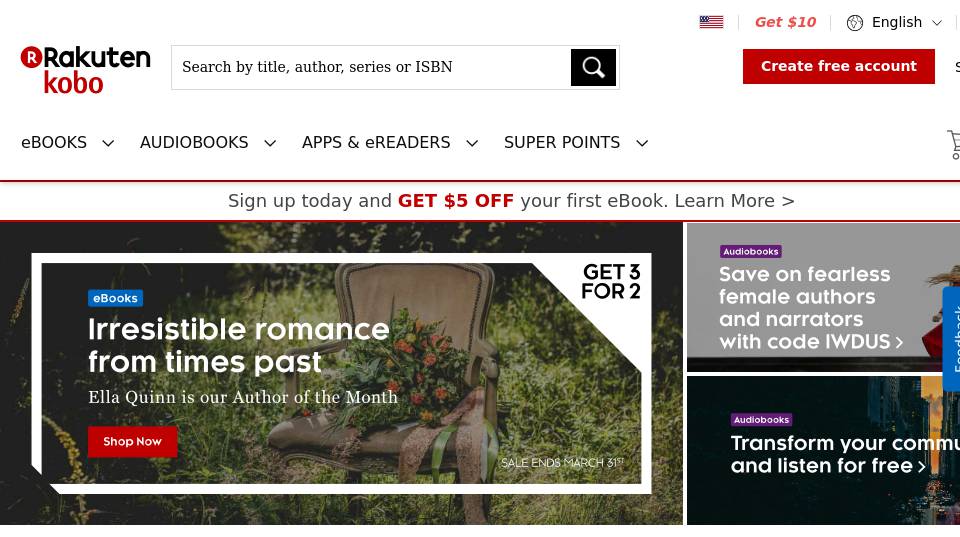 Get $10
English
Rakuten
kobo
Search by title, author, series or ISBN
Create free account
eBOOKS
AUDIOBOOKS
APPS & eREADERS
SUPER POINTS
Sign up today and GET $5 OFF your first eBook. Learn More >
GET 3
FOR 2
eBooks
Irresistible romance
from times past
Ella Quinn is our Author of the Month
Shop Now
SALE ENDS MARCH 31ST
Audiobooks
Save on fearless
female authors
and narrators
with code IWDUS >
Feedback
Audiobooks
Transform your commu
and listen for free >